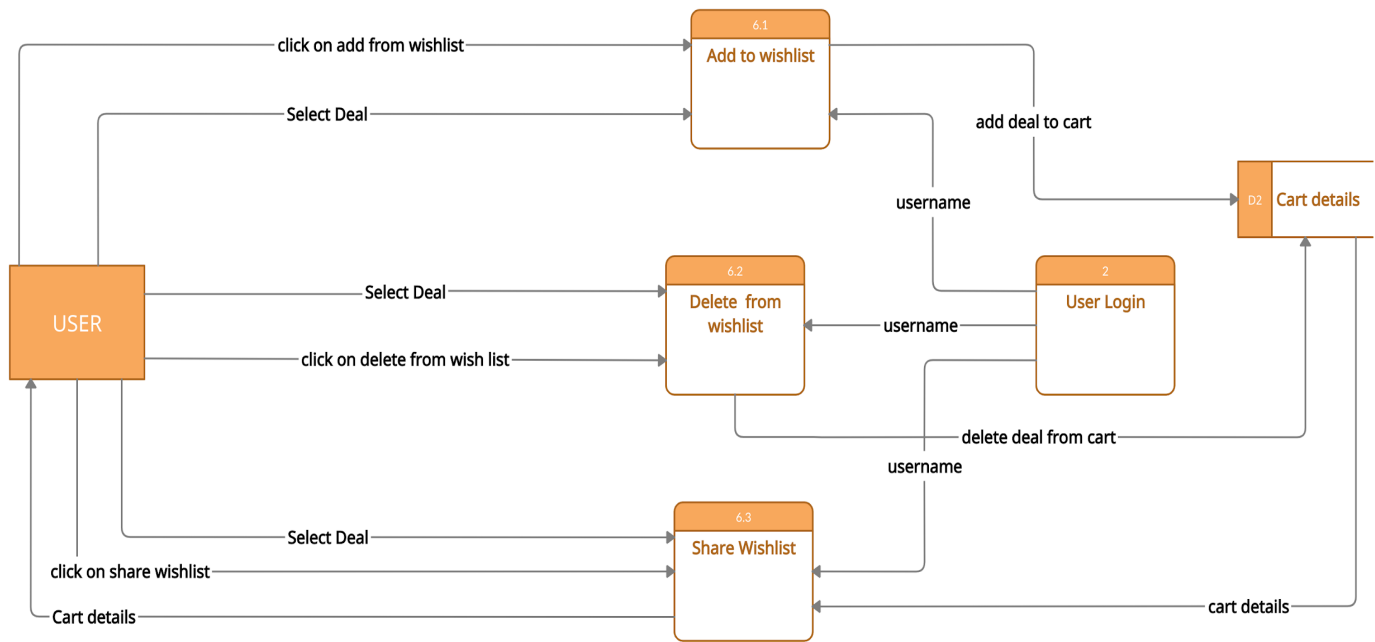 6.1
click on add from wishlist
Add to wishlist
Select Deal
add deal to cart
username
D2
Cart details
6.2
2
Select Deal
Delete  from
wishlist
User Login
USER
username
click on delete from wish list
delete deal from cart
username
6.3
Select Deal
Share Wishlist
click on share wishlist
cart details
Cart details